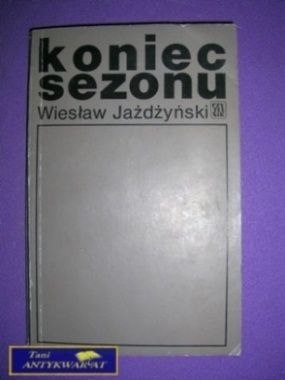 koniec
sezonu
Wiesław Jażdżyński
Tani
ANTYKWARIAT